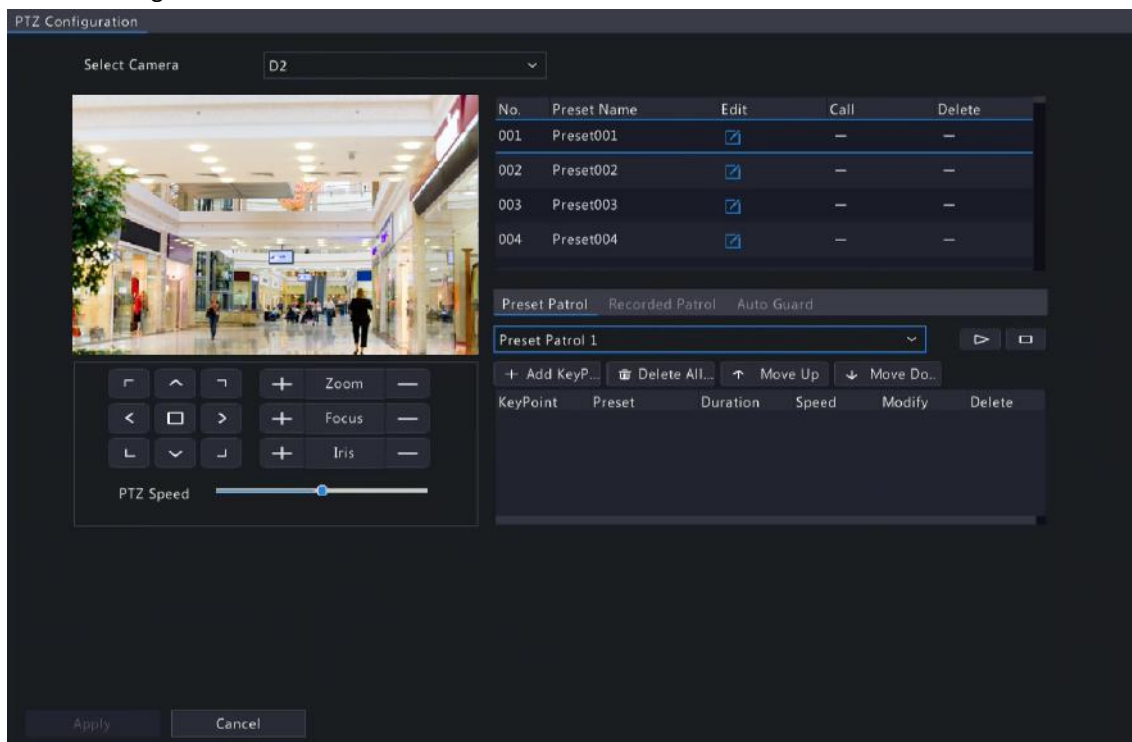 PTZ Configuration
Select Camera D2
No. Preset Name Edit Call Delete
001 Preset001
002 Preset002
003 Preset003
004 Preset004
Preset Patrol Recorded Patrol Auto Guard
Preset Patrol 1
Add KeyP... Delete All... Move Up Move Do..
KeyPoint Preset Duration Speed Modify Delete
Zoom
Focus
Iris
PTZ Speed
Apply Cancel